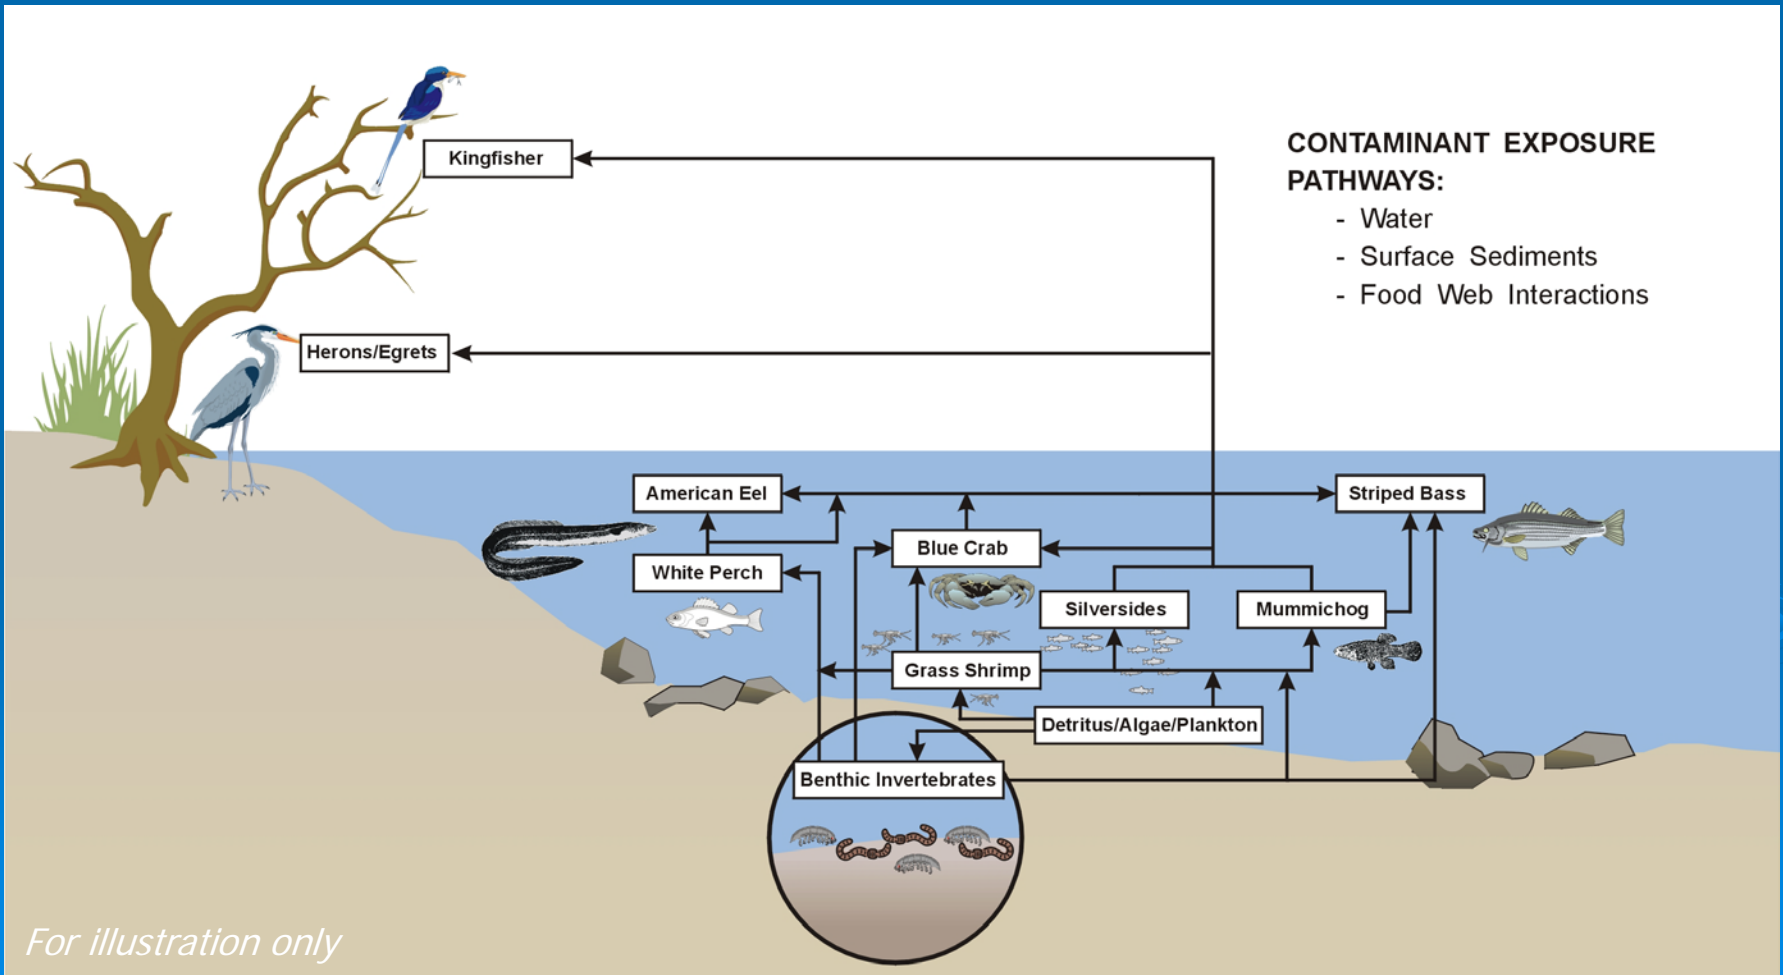 CONTAMINANT EXPOSURE
PATHWAYS:
- Water
- Surface Sediments
- Food Web Interactions
Kingfisher
Herons/Egrets
American Eel
Striped Bass
Blue Crab
White Perch
Silversides
Mummichog
Grass Shrimp
Detritus/Algae/Plankton
Benthic Invertebrates
For illustration only